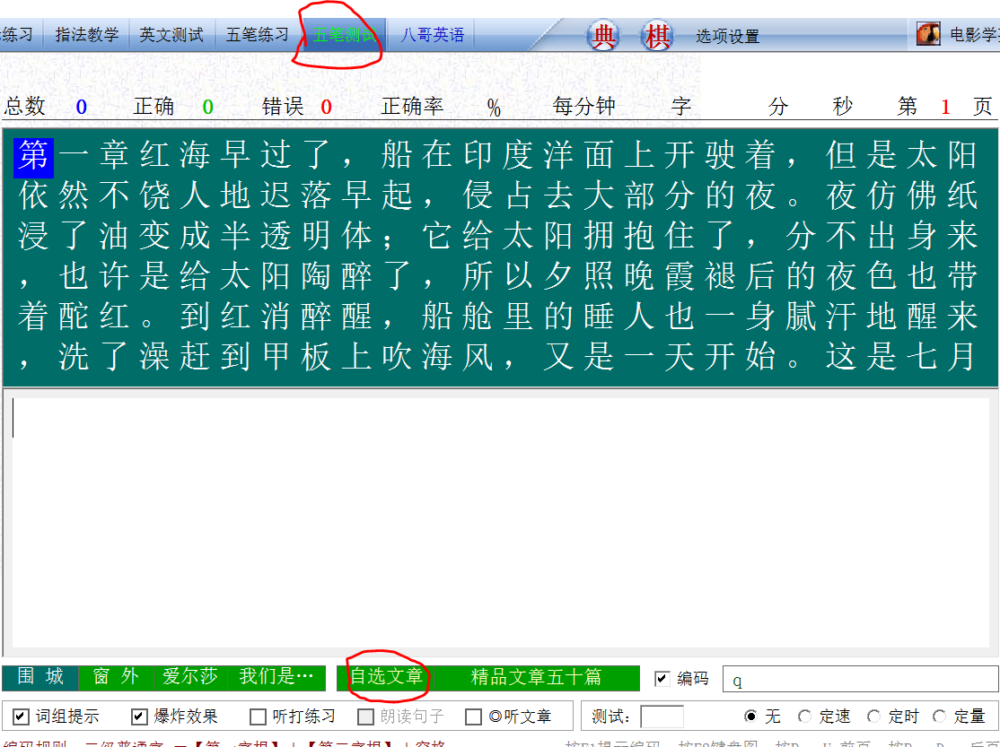 练习 指法教学 英文测试 五笔练习 五笔测试 八哥英语 典 棋 选项设置 电影学
总数 0 正确 0 错误 0 正确率 % 每分钟 字 分 秒 第 1 页
第一章红海早过了，船在印度洋面上开驶着，但是太阳
依然不饶人地迟落早起，侵占去大部分的夜。夜仿佛纸
浸了油变成半透明体；它给太阳拥抱住了，分不出身来
，也许是给太阳陶醉了，所以夕照晚霞褪后的夜色也带
着酡红。到红消醉醒，船舱里的睡人也一身腻汗地醒来
，洗了澡赶到甲板上吹海风，又是一天开始。这是七月
围 城 窗 外 爱尔莎 我们是… 自选文章 精品文章五十篇 编码 q
词组提示 爆炸效果 听打练习 朗读句子 ◎听文章 测试： 无 定速 定时 定量